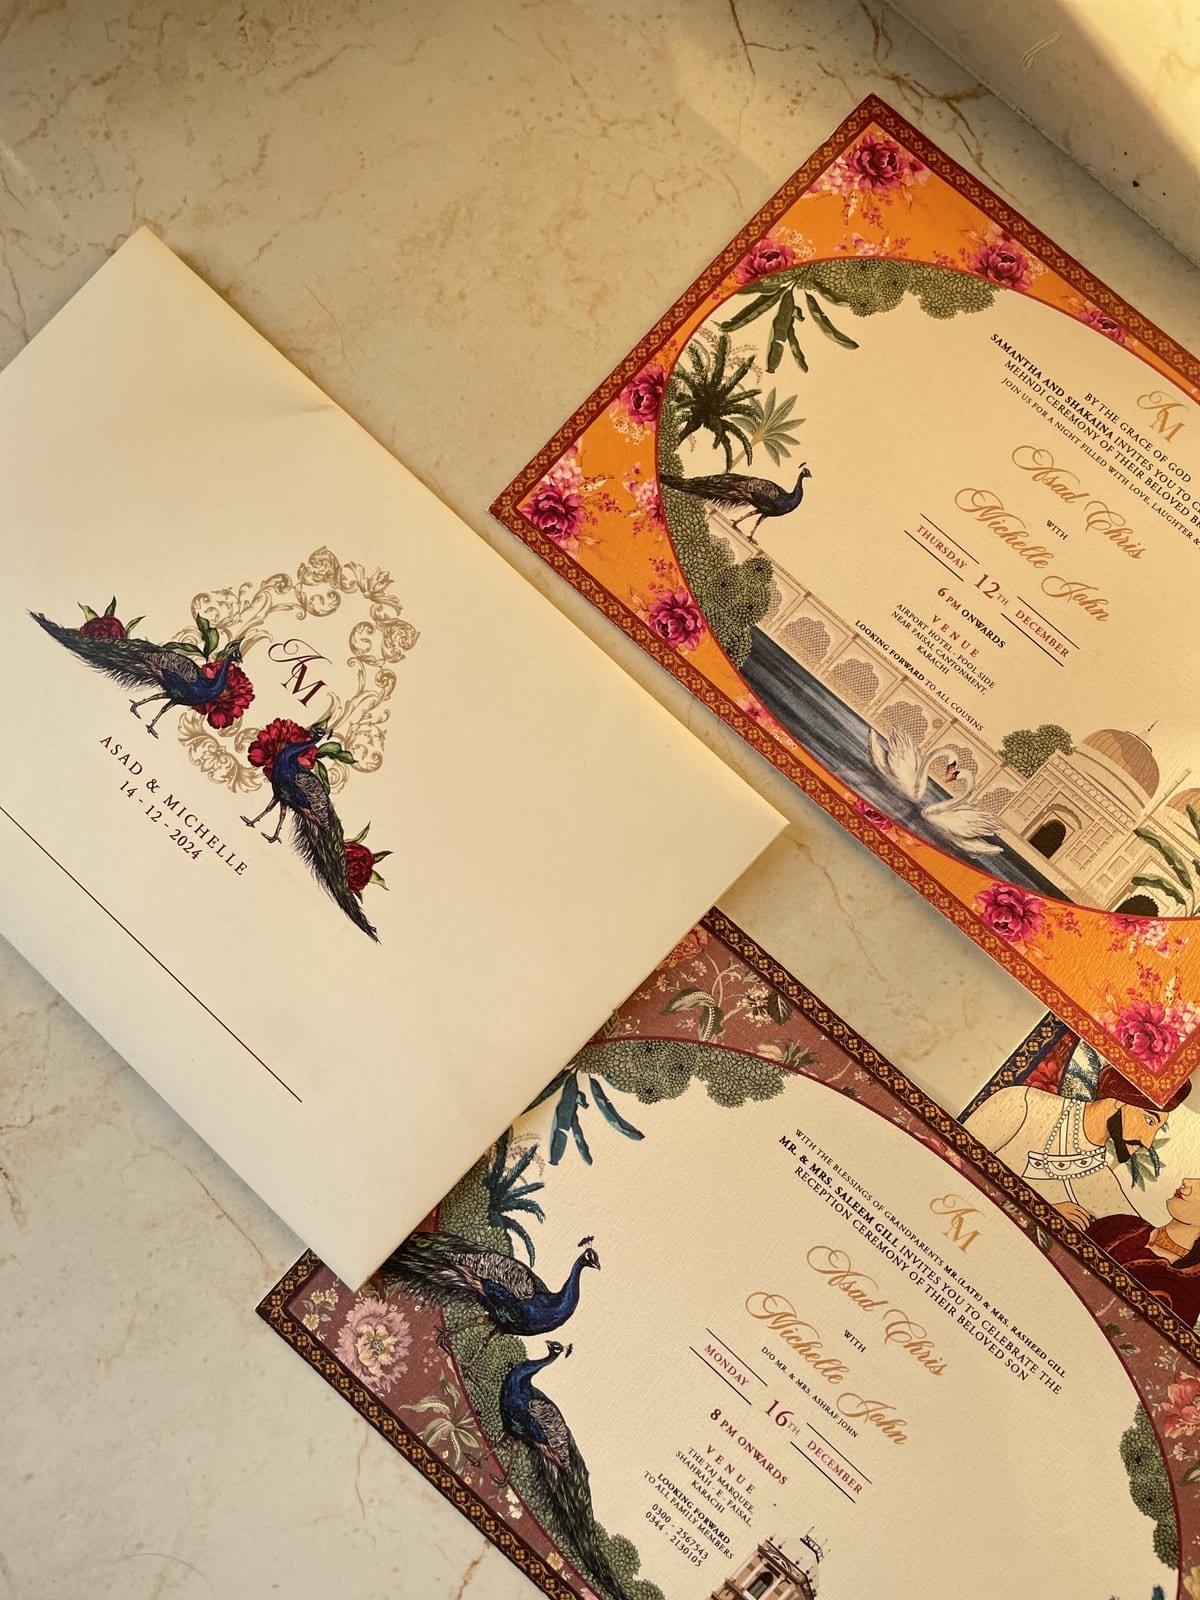 AM
ASAD & MICHELLE
14 - 12 - 2024
AM
BY THE GRACE OF GOD
SAMANTHA AND SHAKAINA INVITES YOU TO
MEHNDI CEREMONY OF THEIR BELOVED
JOIN US FOR A NIGHT FILLED WITH LOVE, LAUGHTER &
Asad Chris
WITH
Michelle John
THURSDAY 12TH DECEMBER
6 PM ONWARDS
VENUE
AIRPORT HOTEL - POOL SIDE
NEAR FAISAL CANTONMENT,
KARACHI
LOOKING FORWARD TO ALL COUSINS
AM
WITH THE BLESSINGS OF GRANDPARENTS MR.(LATE) & MRS. RASHEED GILL
MR. & MRS. SALEEM GILL INVITES YOU TO CELEBRATE THE
RECEPTION CEREMONY OF THEIR BELOVED SON
Asad Chris
WITH
Michelle John
D/O MR. & MRS. ASHRAF JOHN
MONDAY 16TH DECEMBER
8 PM ONWARDS
VENUE
THE TAJ MARQUEE,
SHAHRAH - E - FAISAL,
KARACHI
LOOKING FORWARD
TO ALL FAMILY MEMBERS
0300 - 2567543
0344 - 2130105